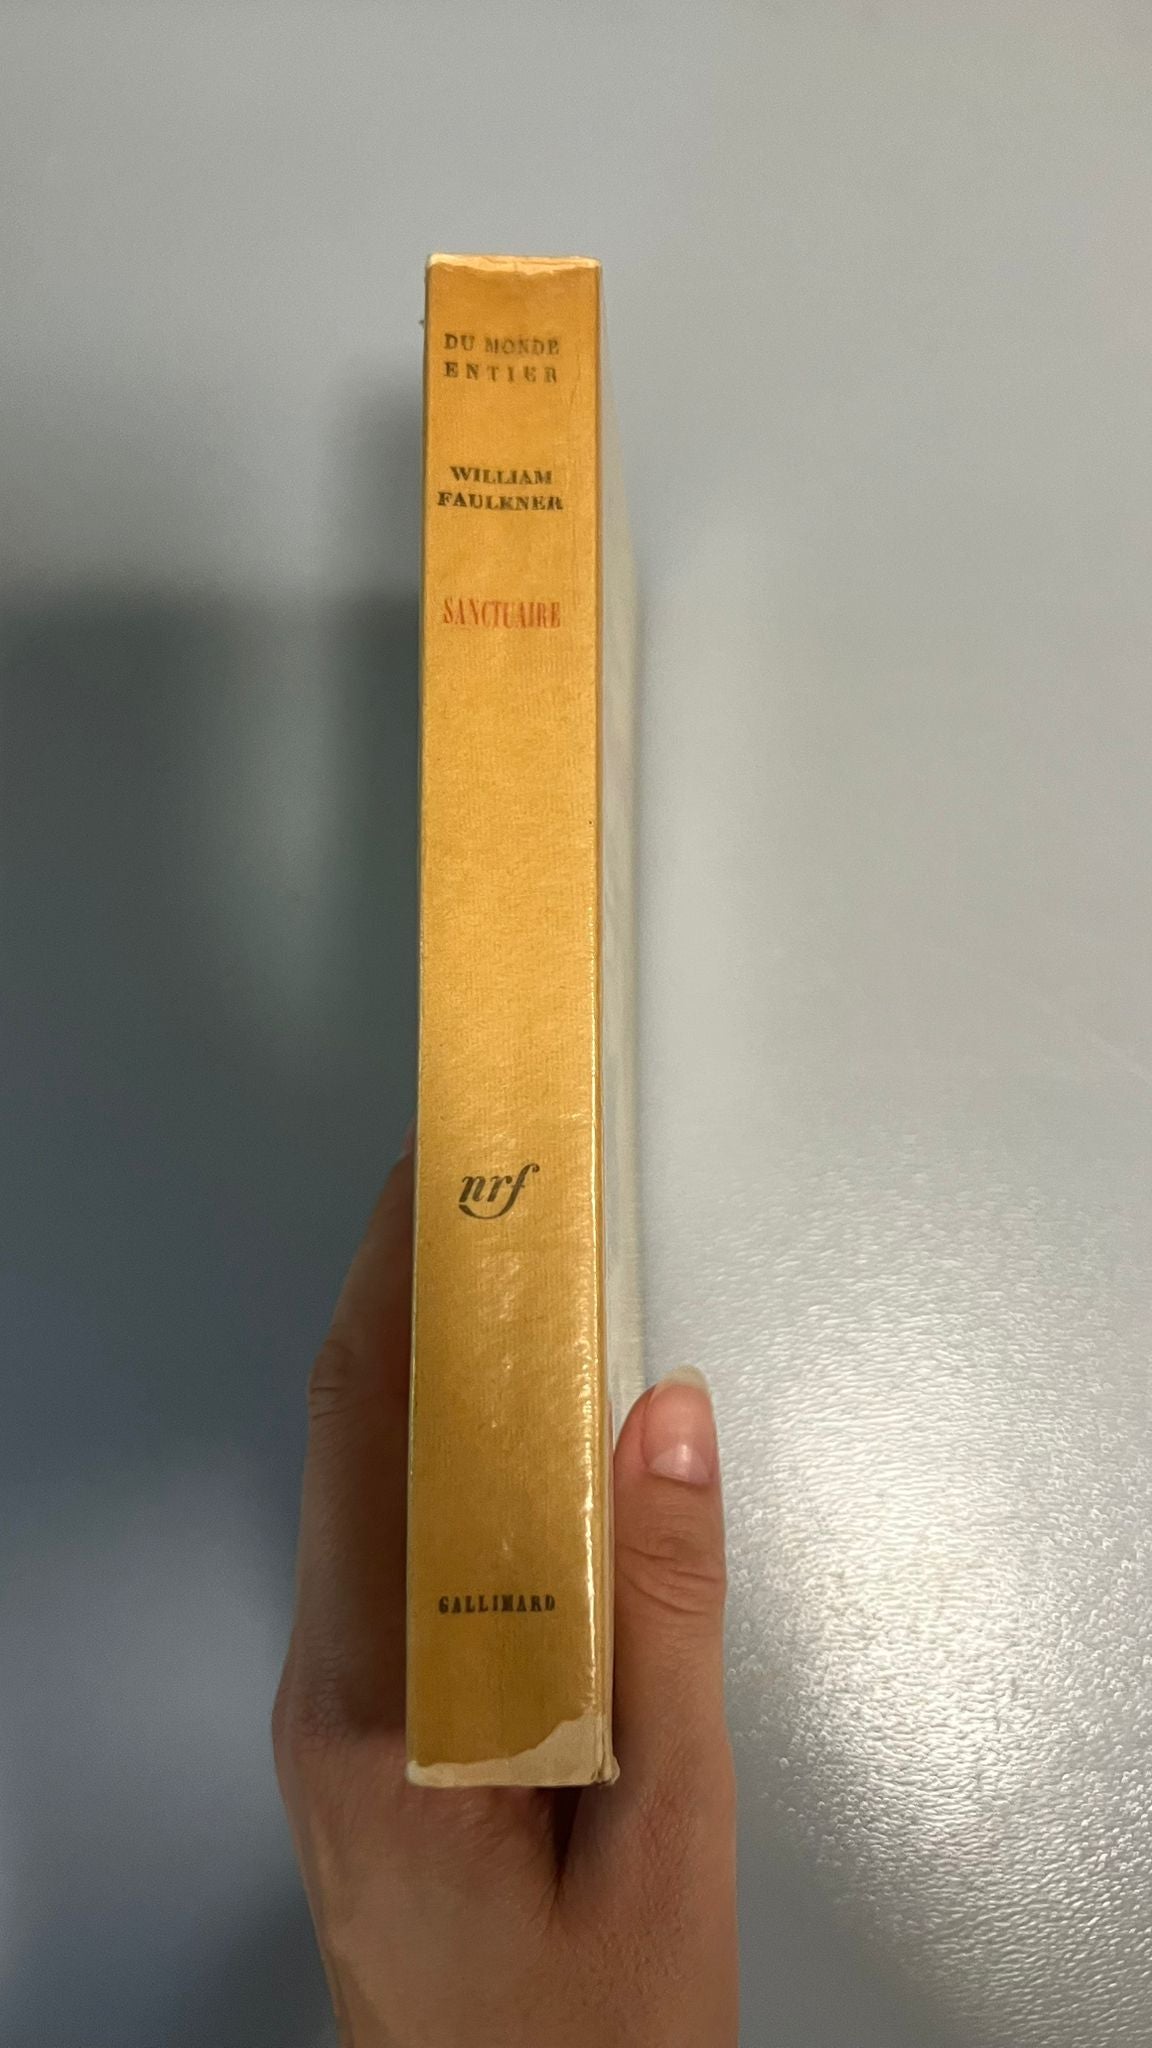 DU MONDE
ENTIER
WILLIAM
FAULKNER
SANCTUAIRE
nrf
GALLIMARD